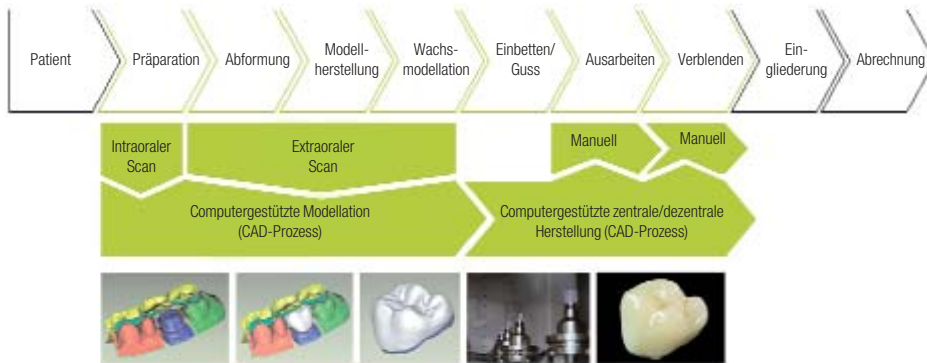 Patient
Präparation
Abformung
Modell-
herstellung
Wachs-
modellation
Einbetten/
Guss
Ausarbeiten
Verblenden
Ein-
gliederung
Abrechnung
Intraoraler
Scan
Extraoraler
Scan
Manuell
Manuell
Computergestützte Modellation
(CAD-Prozess)
Computergestützte zentrale/dezentrale
Herstellung (CAD-Prozess)